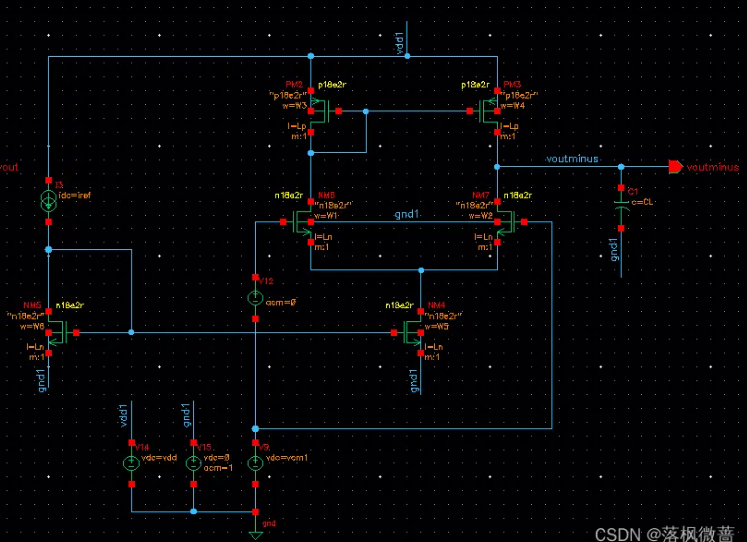 vdd1
PM2
p18e2r
"p18e2r"
w=W3
l=Lp
m:1
p18e2r
PM3
"p18e2r"
w=W4
l=Lp
m:1
vout
I3
idc=iref
voutminus
voutminus
C1
c=CL
gnd1
n18e2r
"n18e2r"
w=W1
l=Ln
m:1
gnd1
NM7
n18e2r
"n18e2r"
w=W2
l=Ln
m:1
V12
acm=0
n18e2r
"n18e2r"
w=W6
l=Ln
m:1
gnd1
n18e2r
NM4
"n18e2r"
w=W5
l=Ln
m:1
gnd1
vdd1
gnd1
V14
vdc=vdd
V15
vdc=0
acm=1
V9
vdc=vcm1
gnd
CSDN @落枫微蔷